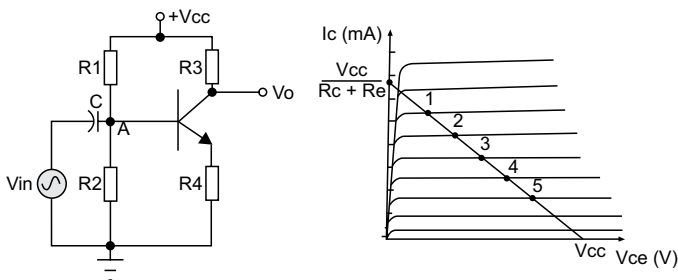 +Vcc
R1
R3
Vo
C
A
Vin
R2
R4
Ic (mA)
Vcc
Rc + Re
1
2
3
4
5
Vcc
Vce (V)